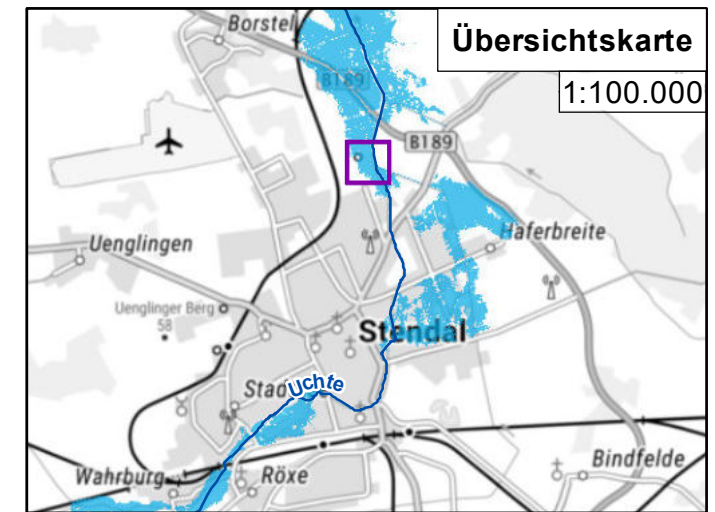 Borstel
Übersichtskarte
1:100.000
B189
B189
Uenglingen
Haferbreite
Uenglinger Berg
58
Stendal
Stad
Uchte
Wahrburg
Röxe
Bindfelde